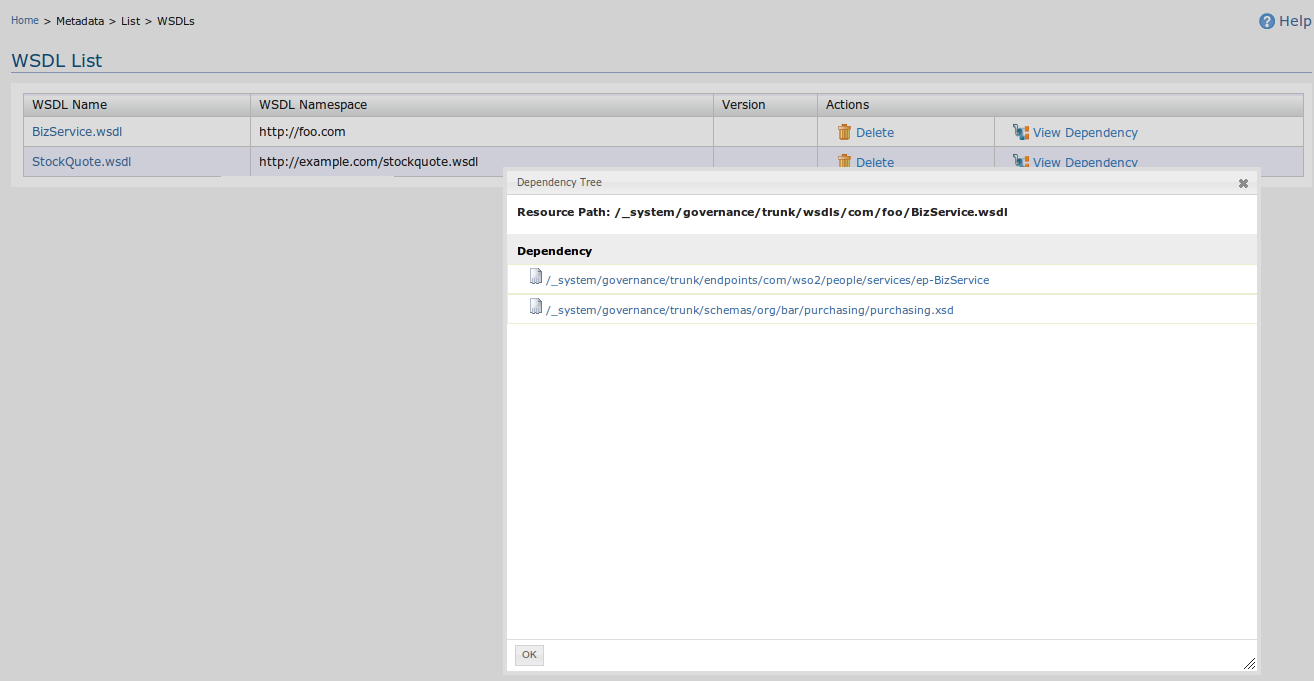 Home > Metadata > List > WSDLs
Help
WSDL List
WSDL Name WSDL Namespace Version Actions
BizService.wsdl http://foo.com Delete View Dependency
StockQuote.wsdl http://example.com/stockquote.wsdl Delete View Dependency
Dependency Tree
Resource Path: /_system/governance/trunk/wsdls/com/foo/BizService.wsdl
Dependency
/_system/governance/trunk/endpoints/com/wso2/people/services/ep-BizService
/_system/governance/trunk/schemas/org/bar/purchasing/purchasing.xsd
OK